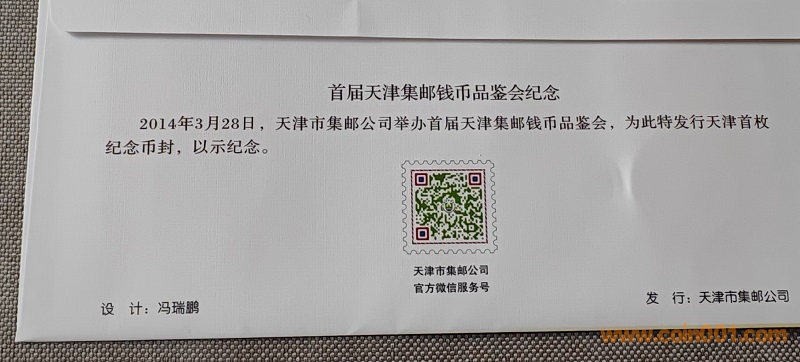 首届天津集邮钱币品鉴会纪念
2014年3月28日，天津市集邮公司举办首届天津集邮钱币品鉴会，为此特发行天津首枚
纪念币封，以示纪念。
天津市集邮公司
官方微信服务号
设 计：冯瑞鹏
发 行：天津市集邮公司
www.coin001.com